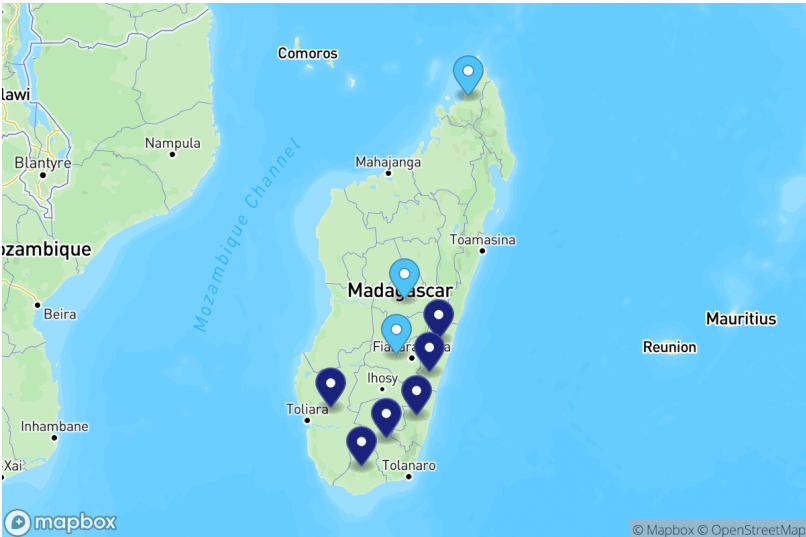 Comoros
lawi
Nampula
Blantyre
Mahajanga
Mozambique Channel
Toamasina
ozambique
Madagascar
Beira
Mauritius
Reunion
Ihosy
Toliara
Inhambane
-Xai
Tolanaro
mapbox
© Mapbox © OpenStreetMap